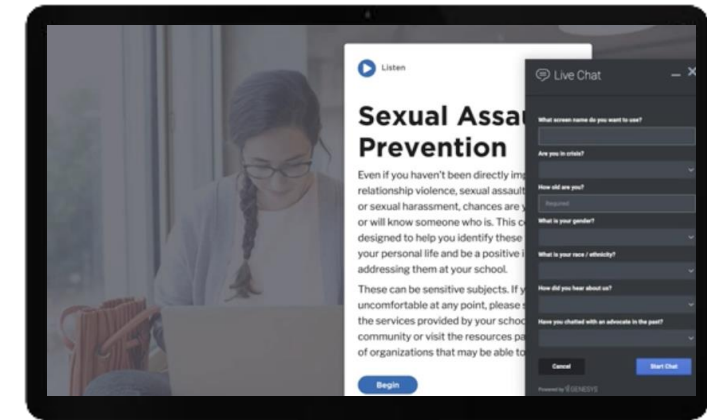 Listen
Sexual Assau
Prevention
Even if you haven't been directly im
relationship violence, sexual assault
or sexual harassment, chances are y
or will know someone who is. This c
designed to help you identify these
your personal life and be a positive i
addressing them at your school.
These can be sensitive subjects. If y
uncomfortable at any point, please s
the services provided by your schoo
community or visit the resources pa
of organizations that may be able to
Begin
Live Chat
What screen name do you want to use?
Are you in crisis?
How old are you?
Required
What is your gender?
What is your race / ethnicity?
How did you hear about us?
Have you chatted with an advocate in the past?
Cancel
Start Chat
Powered by GENESYS